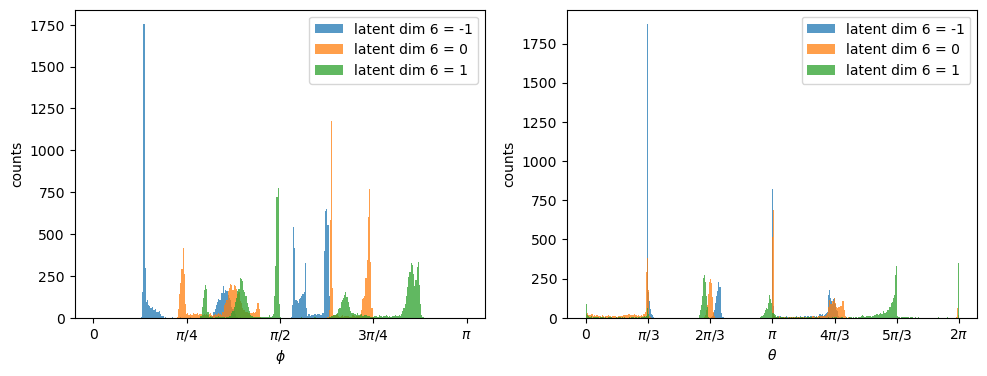 latent dim 6 = -1
latent dim 6 = 0
latent dim 6 = 1
counts
1750
1500
1250
1000
750
500
250
0
0 π/4 π/2 3π/4 π
ϕ
latent dim 6 = -1
latent dim 6 = 0
latent dim 6 = 1
counts
1750
1500
1250
1000
750
500
250
0
0 π/3 2π/3 π 4π/3 5π/3 2π
θ